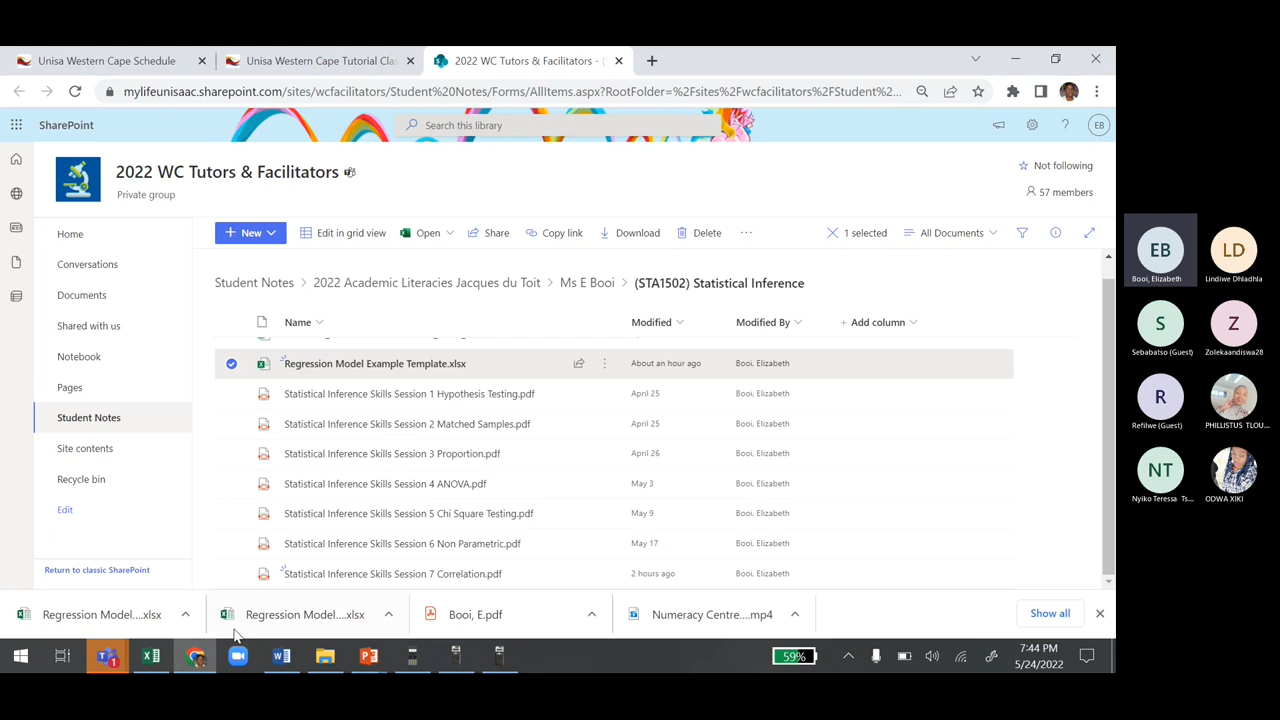 Unisa Western Cape Schedule
Unisa Western Cape Tutorial Clas
2022 WC Tutors & Facilitators - (
mylifeunisaac.sharepoint.com/sites/wcfacilitators/Student%20Notes/Forms/AllItems.aspx?RootFolder=%2Fsites%2Fwcfacilitators%2FStudent%2...
SharePoint
Search this library
EB
2022 WC Tutors & Facilitators
Private group
Not following
57 members
Home
Conversations
Documents
Shared with us
Notebook
Pages
Student Notes
Site contents
Recycle bin
Edit
Return to classic SharePoint
New
Edit in grid view
Open
Share
Copy link
Download
Delete
...
1 selected
All Documents
Student Notes > 2022 Academic Literacies Jacques du Toit > Ms E Booi > (STA1502) Statistical Inference
Name Modified Modified By + Add column
Regression Model Example Template.xlsx About an hour ago Booi, Elizabeth
Statistical Inference Skills Session 1 Hypothesis Testing.pdf April 25 Booi, Elizabeth
Statistical Inference Skills Session 2 Matched Samples.pdf April 25 Booi, Elizabeth
Statistical Inference Skills Session 3 Proportion.pdf April 26 Booi, Elizabeth
Statistical Inference Skills Session 4 ANOVA.pdf May 3 Booi, Elizabeth
Statistical Inference Skills Session 5 Chi Square Testing.pdf May 9 Booi, Elizabeth
Statistical Inference Skills Session 6 Non Parametric.pdf May 17 Booi, Elizabeth
Statistical Inference Skills Session 7 Correlation.pdf 2 hours ago Booi, Elizabeth
Regression Model....xlsx
Regression Model....xlsx
Booi, E.pdf
Numeracy Centre....mp4
Show all
1
59%
7:44 PM
5/24/2022
EB
Booi, Elizabeth
LD
Lindiwe Dhladhla
S
Sebabatso (Guest)
Z
Zolekaandiswa28
R
Refilwe (Guest)
PHILLISTUS TLOU...
NT
Nyiko Teressa Ts...
ODWA XIKI